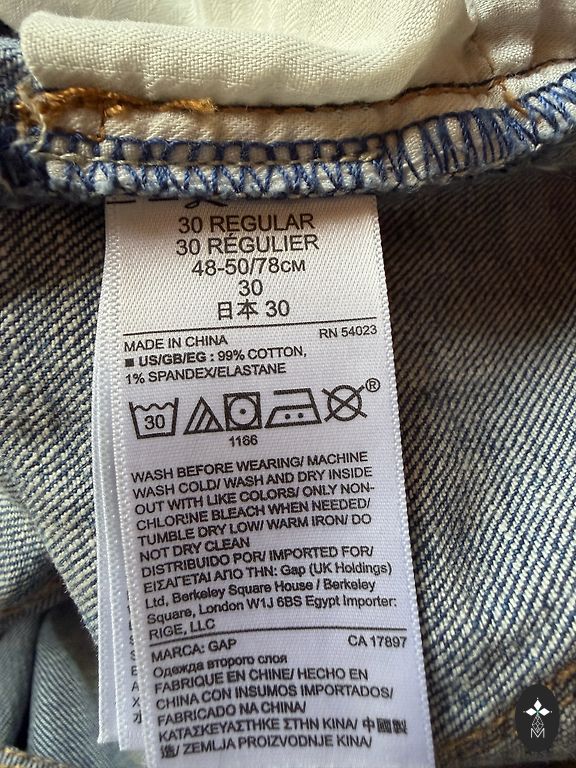 30 REGULAR
30 RÉGULIER
48-50/78CM
30
日本 30
MADE IN CHINA RN 54023
■ US/GB/EG : 99% COTTON,
1% SPANDEX/ELASTANE
30 ®
1166
WASH BEFORE WEARING/ MACHINE
WASH COLD/ WASH AND DRY INSIDE
OUT WITH LIKE COLORS/ ONLY NON-
CHLORINE BLEACH WHEN NEEDED/
TUMBLE DRY LOW/ WARM IRON/ DO
NOT DRY CLEAN
DISTRIBUTED FOR/ IMPORTED FOR/
ΕΙΣΑΓΕΤΑΙ ΑΠΟ ΤΗΝ: Gap (UK Holdings)
Ltd, Berkeley Square House / Berkeley
Square, London W1J 6BS Egypt Importer:
RIGE, LLC
MARCA: GAP CA 17897
Одежда второго слоя
FABRIQUE EN CHINE/ HECHO EN
CHINA CON INSUMOS IMPORTADOS/
FABRICADO NA CHINA/
ΚΑΤΑΣΚΕΥΑΣΤΗΚΕ ΣΤΗΝ ΚΙΝΑ/ 中國製
造/ ZEMLJA PROIZVODNJE KINA/
M